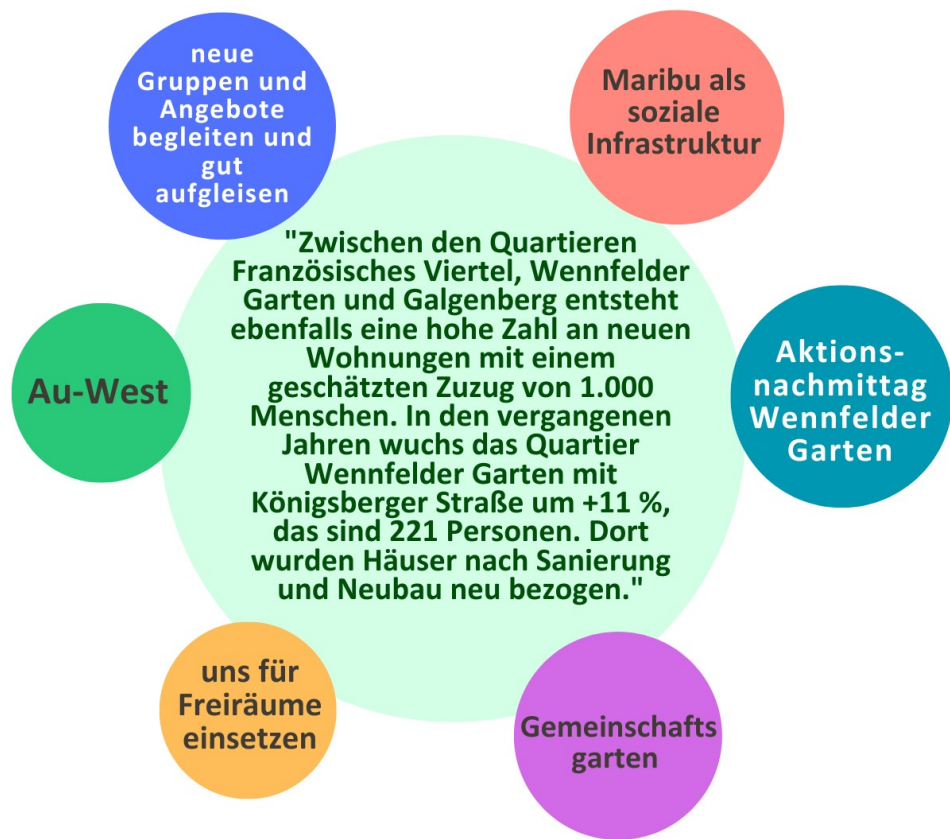 neue
Gruppen und
Angebote
begleiten und
gut
aufgleisen
Maribu als
soziale
Infrastruktur
"Zwischen den Quartieren
Französisches Viertel, Wennfelder
Garten und Galgenberg entsteht
ebenfalls eine hohe Zahl an neuen
Wohnungen mit einem
geschätzten Zuzug von 1.000
Menschen. In den vergangenen
Jahren wuchs das Quartier
Wennfelder Garten mit
Königsberger Straße um +11 %,
das sind 221 Personen. Dort
wurden Häuser nach Sanierung
und Neubau neu bezogen."
Au-West
Aktions-
nachmittag
Wennfelder
Garten
uns für
Freiräume
einsetzen
Gemeinschafts
garten